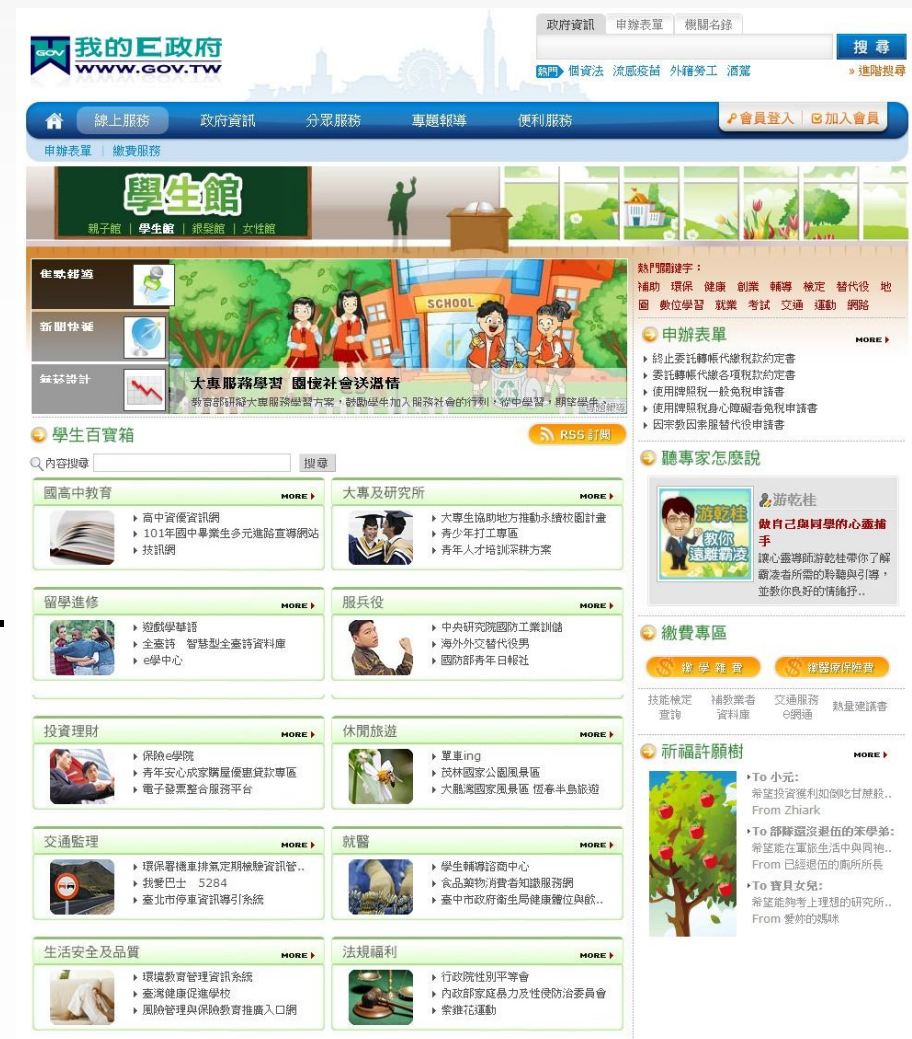 政府資訊 申辦表單 機關名錄
GOV 我的E政府
WWW.GOV.TW
搜 尋
熱門 個資法 流感疫苗 外籍勞工 酒駕
» 進階搜尋
線上服務 政府資訊 分眾服務 專題報導 便利服務
會員登入 加入會員
申辦表單 | 繳費服務
學生館
親子館 | 學生館 | 銀髮館 | 女性館
焦點報導
新聞快遞
SCHOOL
大專服務學習 關懷社會送溫情
教育部研擬大專服務學習方案,鼓勵學生加入服務社會的行列,從中學習,期望學生、
專題報導
熱門關鍵字:
補助 環保 健康 創業 輔導 檢定 替代役 地
圖 數位學習 就業 考試 交通 運動 網路
申辦表單 MORE
終止委託轉帳代繳稅款約定書
委託轉帳代繳各項稅款約定書
使用牌照稅一般免稅申請書
使用牌照稅身心障礙者免稅申請書
因宗教因素服替代役申請書
學生百寶箱
RSS 訂閱
內容搜尋 搜尋
國高中教育 MORE
高中資優資訊網
101年國中畢業生多元進路宣導網站
技訊網
大專及研究所 MORE
大專生協助地方推動永續校園計畫
青少年打工專區
青年人才培訓深耕方案
留學進修 MORE
遊戲學華語
全臺詩 智慧型全臺詩資料庫
e學中心
服兵役 MORE
中央研究院國防工業訓儲
海外外交替代役男
國防部青年日報社
投資理財 MORE
保險e學院
青年安心成家購屋優惠貸款專區
電子發票整合服務平台
休閒旅遊 MORE
單車ing
茂林國家公園風景區
大鵬灣國家風景區 恆春半島旅遊
交通監理 MORE
環保署機車排氣定期檢驗資訊管..
我愛巴士 5284
臺北市停車資訊導引系統
就醫 MORE
學生輔導諮商中心
食品藥物消費者知識服務網
臺中市政府衛生局健康體位與飲..
生活安全及品質 MORE
環境教育管理資訊系統
臺灣健康促進學校
風險管理與保險教育推廣入口網
法規福利 MORE
行政院性別平等會
內政部家庭暴力及性侵防治委員會
紫錐花運動
聽專家怎麼說
游乾桂
教你
遠離霸凌
游乾桂
做自己與同學的心靈捕
手
讓心靈導師游乾桂帶你了解
霸凌者所需的聆聽與引導,
並教你良好的情緒抒..
繳費專區
繳 學 雜 費
繳醫療保險費
技能檢定
查詢
補教業者
資料庫
交通服務
e網通
熱量建議書
祈福許願樹 MORE
To 小元:
希望投資獲利如倒吃甘蔗般..
From Zhiark
To 部隊還沒退伍的笨學弟:
希望能在軍旅生活中與同袍..
From 已經退伍的廁所所長
To 寶貝女兒:
希望能夠考上理想的研究所..
From 愛妳的媽咪